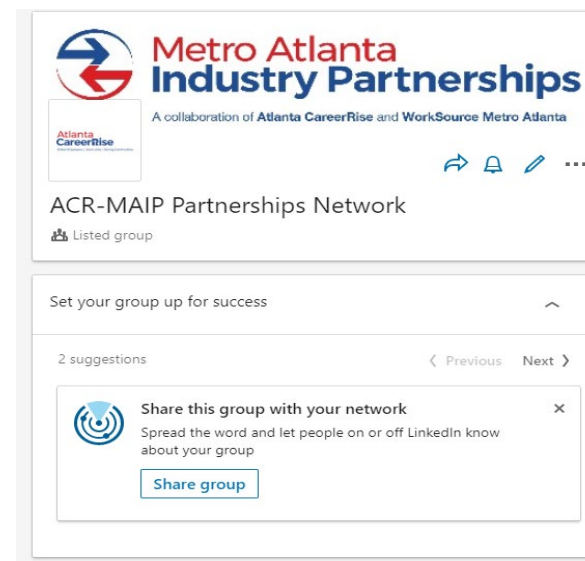 Metro Atlanta
Industry Partnerships
A collaboration of Atlanta CareerRise and WorkSource Metro Atlanta
Atlanta
CareerRise
ACR-MAIP Partnerships Network
Listed group
Set your group up for success
2 suggestions
Previous Next
Share this group with your network
Spread the word and let people on or off LinkedIn know
about your group
Share group